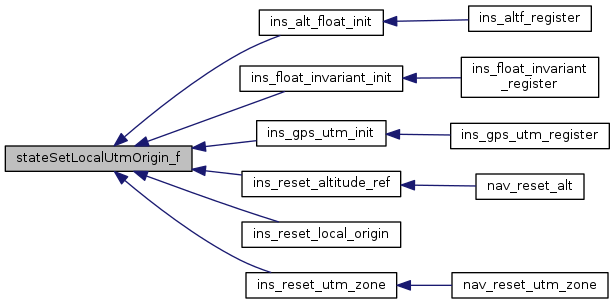 stateSetLocalUtmOrigin_f
ins_alt_float_init
ins_altf_register
ins_float_invariant_init
ins_float_invariant
_register
ins_gps_utm_init
ins_gps_utm_register
ins_reset_altitude_ref
nav_reset_alt
ins_reset_local_origin
ins_reset_utm_zone
nav_reset_utm_zone